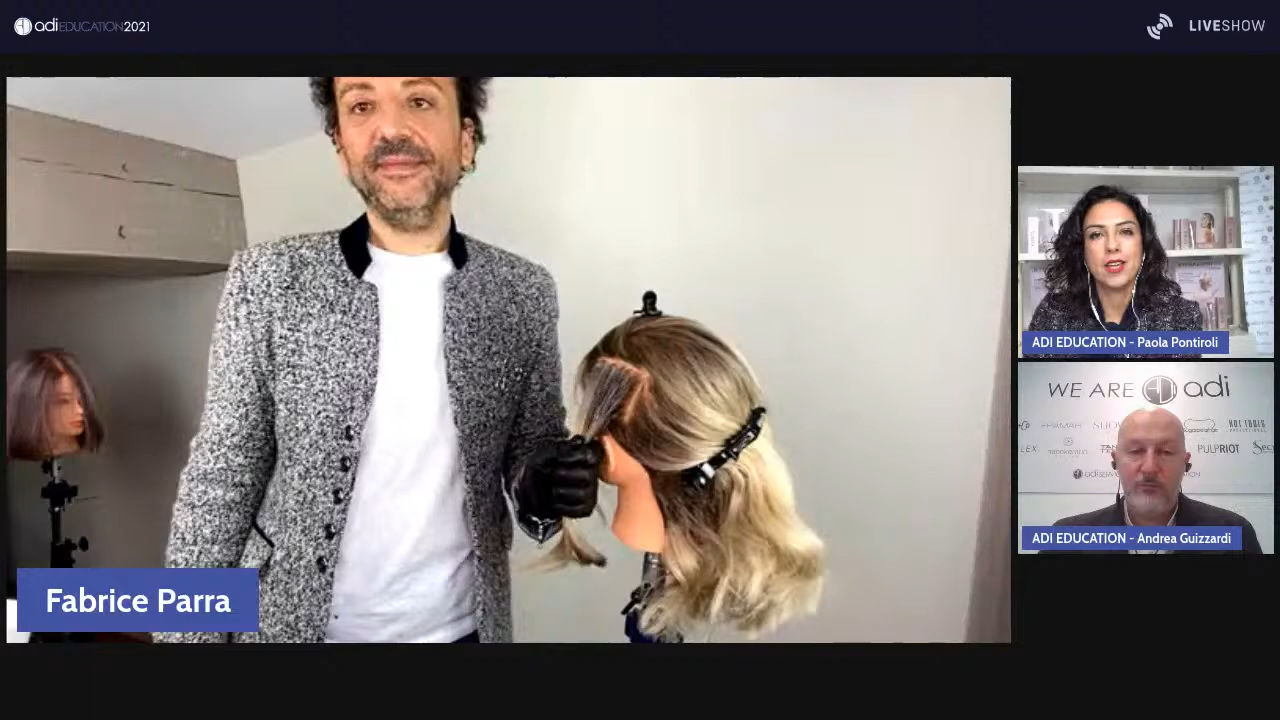 adiEDUCATION2021
LIVESHOW
Fabrice Parra
ADI EDUCATION - Paola Pontiroli
WE ARE adi
PULPRIOT
ADI EDUCATION - Andrea Guizzardi